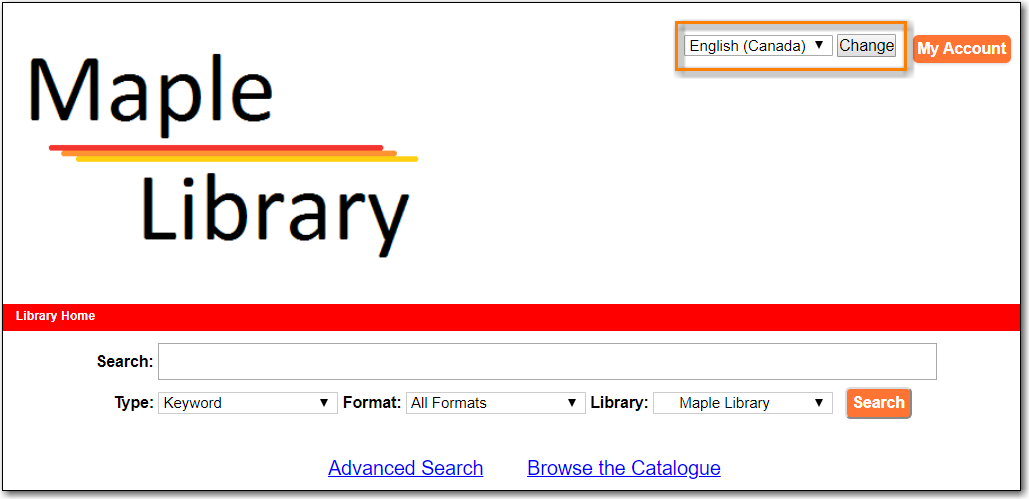 Maple
Library
English (Canada) Change My Account
Library Home
Search:
Type: Keyword Format: All Formats Library: Maple Library Search
Advanced Search Browse the Catalogue